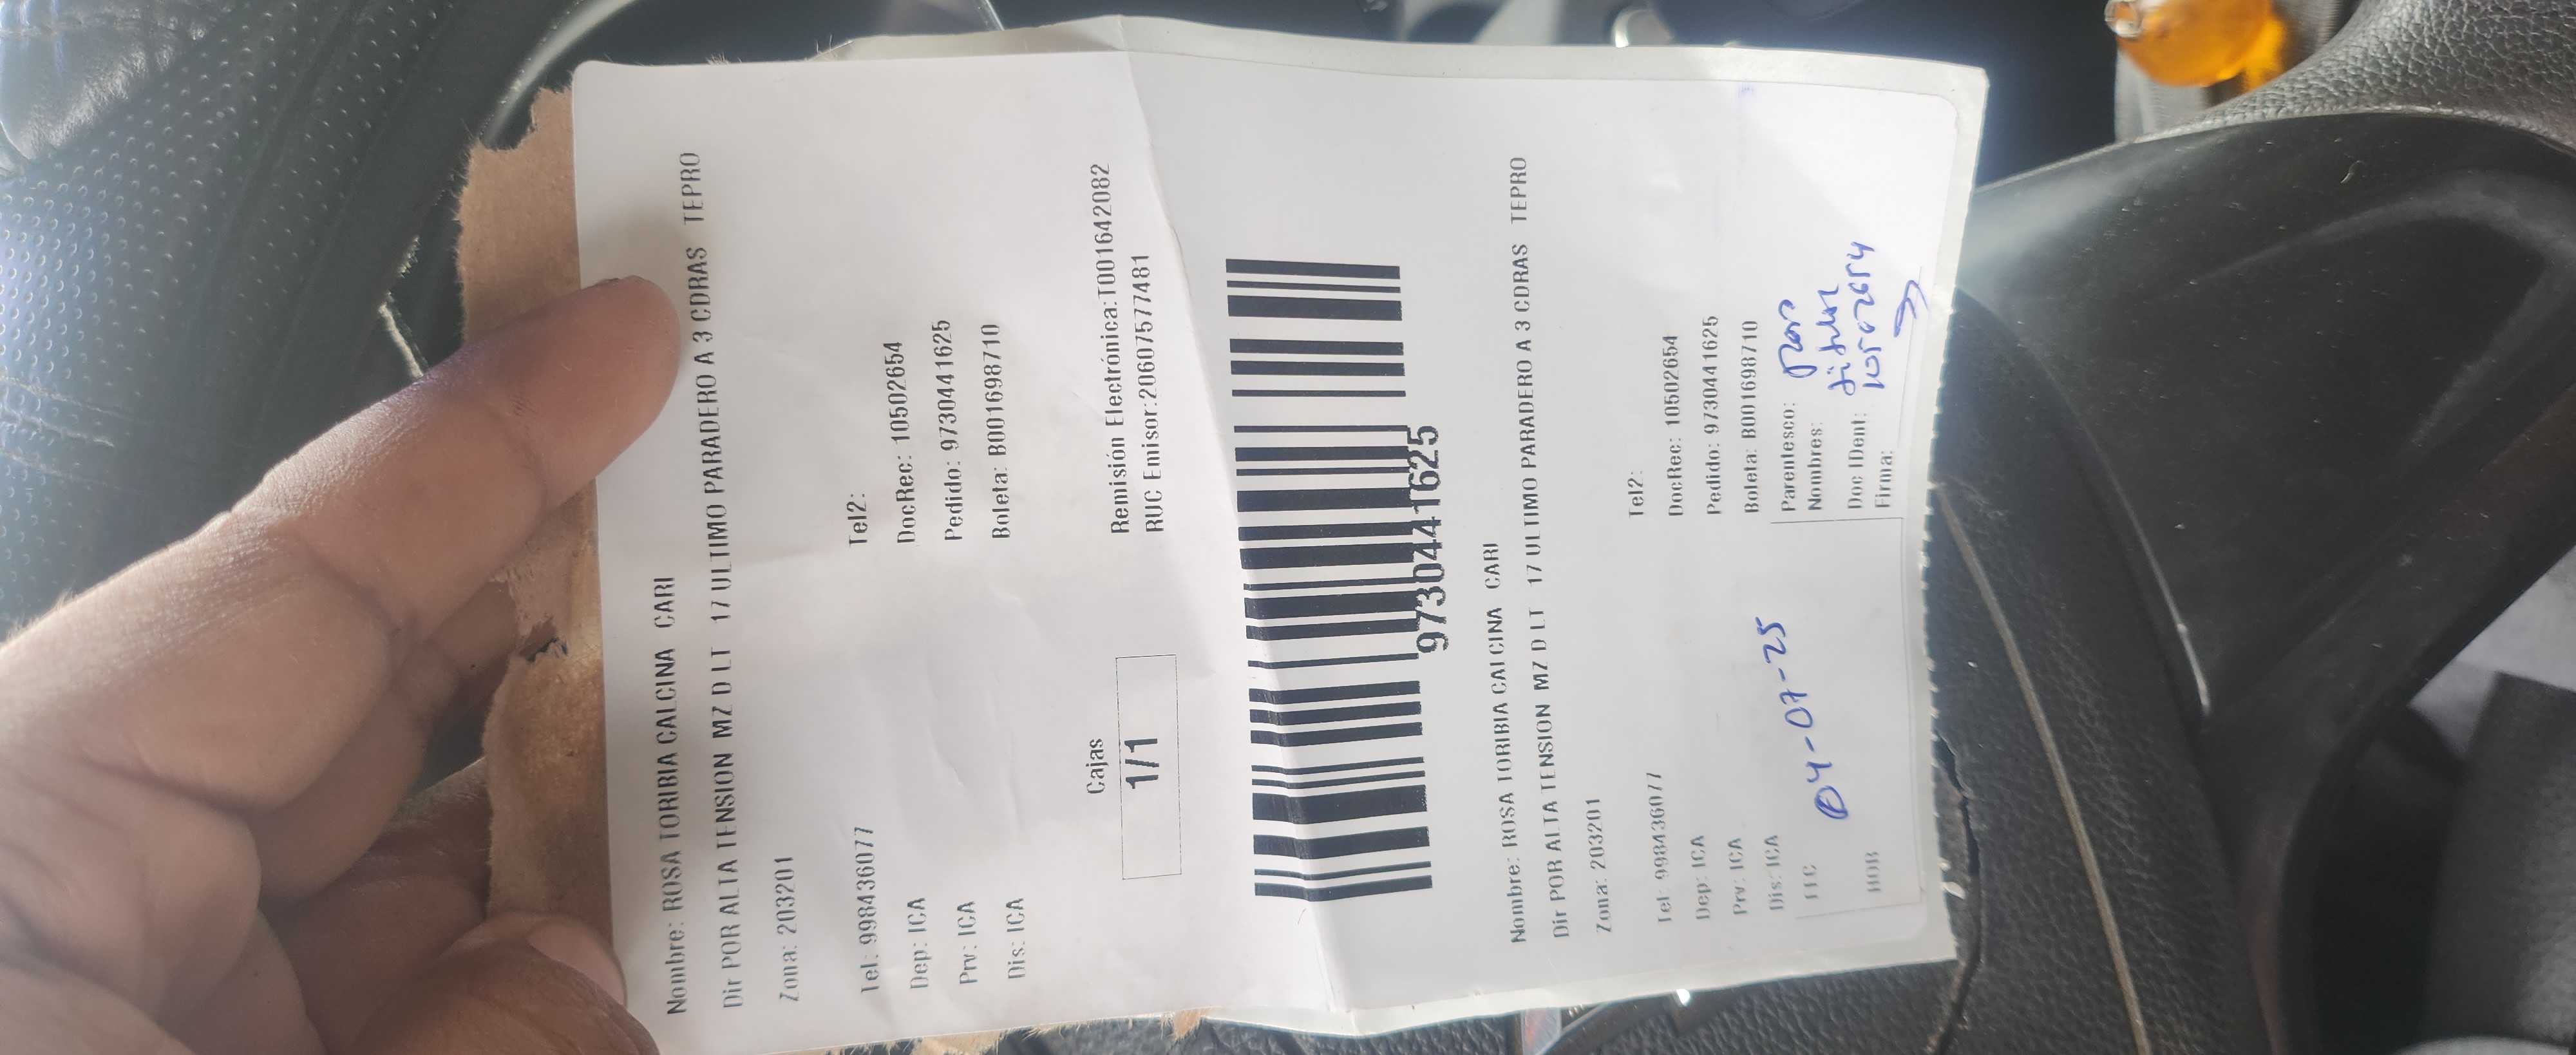 Nombre: ROSA TORIBIA CALCINA CARI
Dir POR ALTA TENSION MZ D LT 17 ULTIMO PARADERO A 3 CDRAS TEPRO
Zona: 203201
Tel: 998436077 Tel2:
Dep: ICA DocRec: 10502654
Prv: ICA Pedido: 9730441625
Dis: ICA Boleta: B001698710
Cajas
1/1
Remisión Electrónica:T001642082
RUC Emisor:20607577481
9730441625
Nombre: ROSA TORIBIA CALCINA CARI
Dir POR ALTA TENSION MZ D LT 17 ULTIMO PARADERO A 3 CDRAS TEPRO
Zona: 203201
Tel: 998436077 Tel2:
Dep: ICA DocRec: 10502654
Prv: ICA Pedido: 9730441625
Dis: ICA Boleta: B001698710
04-07-25
Parentesco:
Nombres: titular
Doc IDent: 10502654
Firma: